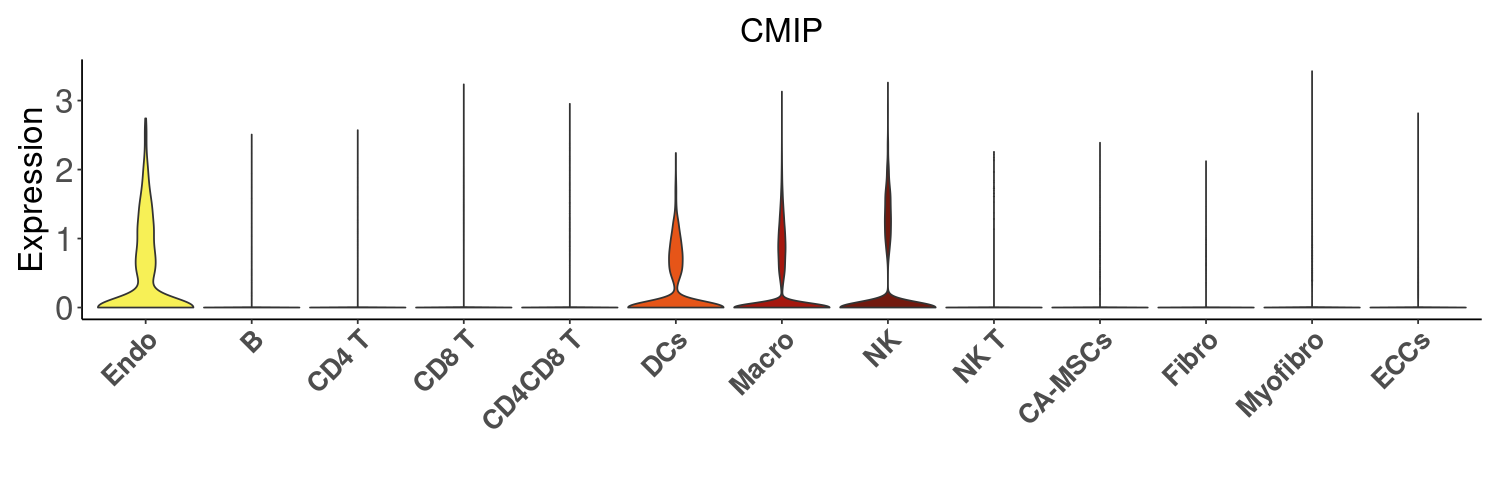 CMIP
Expression
3
2
1
0
Endo
B
CD4 T
CD8 T
CD4CD8 T
DCs
Macro
NK
NK T
CA-MSCs
Fibro
Myofibro
ECCs